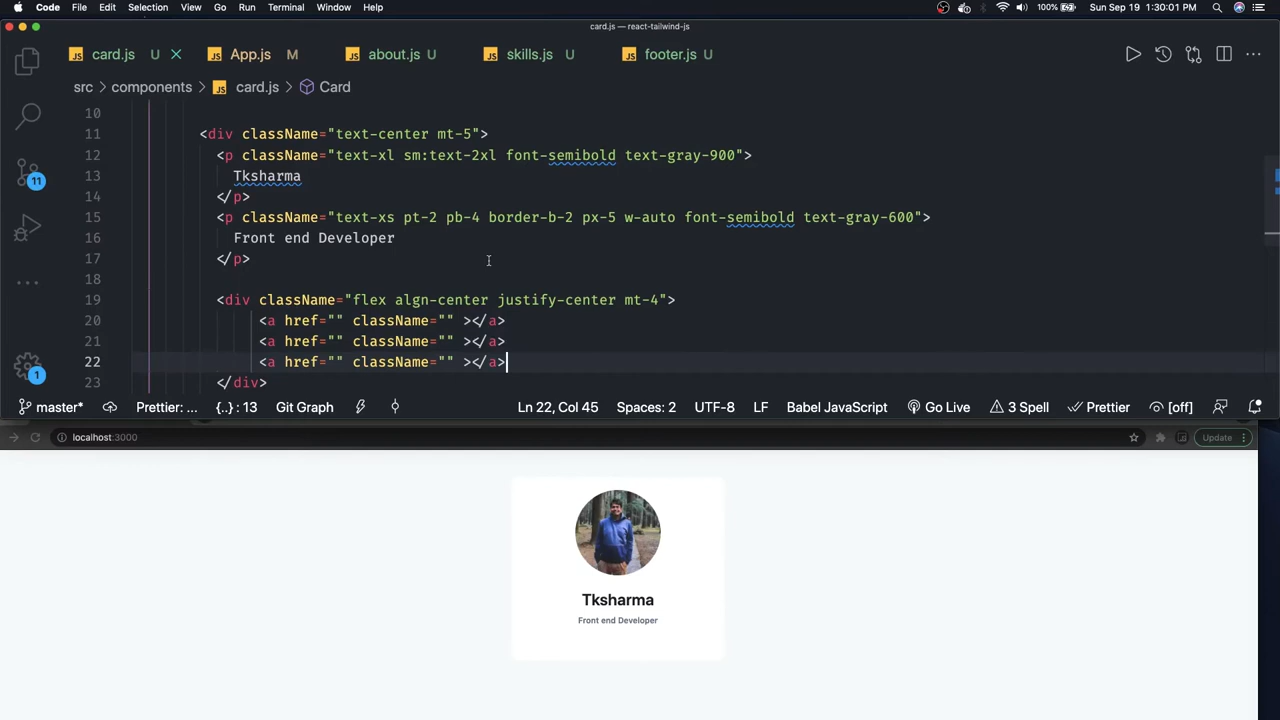 Code File Edit Selection View Go Run Terminal Window Help 100% Sun Sep 19 1:30:01 PM
card.js — react-tailwind-js
JS card.js U JS App.js M JS about.js U JS skills.js U JS footer.js U
src > components > JS card.js > Card
10
11 <div className="text-center mt-5">
12 <p className="text-xl sm:text-2xl font-semibold text-gray-900">
13 Tksharma
14 </p>
15 <p className="text-xs pt-2 pb-4 border-b-2 px-5 w-auto font-semibold text-gray-600">
16 Front end Developer
17 </p>
18
19 <div className="flex algn-center justify-center mt-4">
20 <a href="" className="" ></a>
21 <a href="" className="" ></a>
22 <a href="" className="" ></a>
23 </div>
11
1
master* Prettier: ... {..} : 13 Git Graph Ln 22, Col 45 Spaces: 2 UTF-8 LF Babel JavaScript Go Live 3 Spell Prettier [off]
localhost:3000 Update
Tksharma
Front end Developer